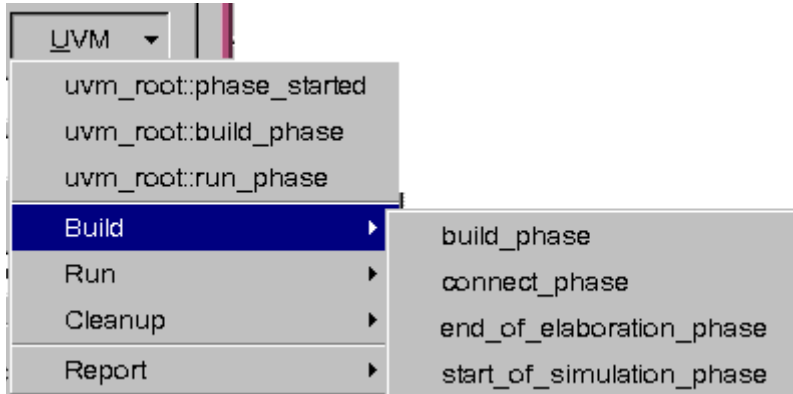 UVM
uvm_root::phase_started
uvm_root::build_phase
uvm_root::run_phase
Build
Run
Cleanup
Report
build_phase
connect_phase
end_of_elaboration_phase
start_of_simulation_phase